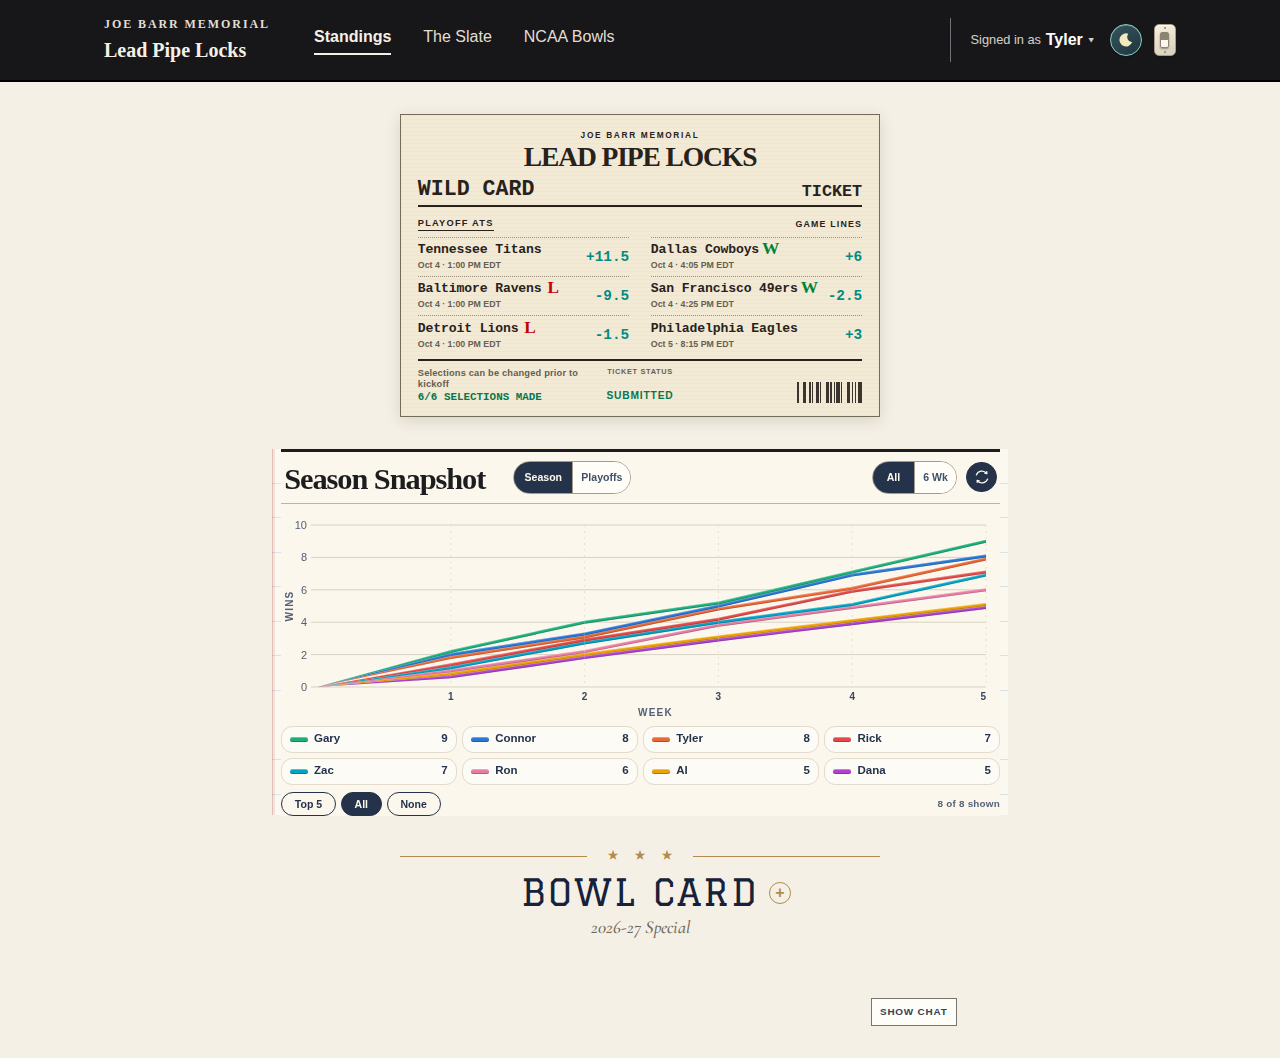 JOE BARR MEMORIAL
Lead Pipe Locks
Standings
The Slate
NCAA Bowls
Signed in as Tyler ▾
JOE BARR MEMORIAL
LEAD PIPE LOCKS
WILD CARD
TICKET
PLAYOFF ATS
GAME LINES
Tennessee Titans
Oct 4 · 1:00 PM EDT
+11.5
Dallas Cowboys W
Oct 4 · 4:05 PM EDT
+6
Baltimore Ravens L
Oct 4 · 1:00 PM EDT
-9.5
San Francisco 49ers W
Oct 4 · 4:25 PM EDT
-2.5
Detroit Lions L
Oct 4 · 1:00 PM EDT
-1.5
Philadelphia Eagles
Oct 5 · 8:15 PM EDT
+3
Selections can be changed prior to
kickoff
6/6 SELECTIONS MADE
TICKET STATUS
SUBMITTED
Season Snapshot
Season
Playoffs
All
6 Wk
WINS
10
8
6
4
2
0
1
2
3
4
5
WEEK
Gary 9
Connor 8
Tyler 8
Rick 7
Zac 7
Ron 6
Al 5
Dana 5
Top 5
All
None
8 of 8 shown
★ ★ ★
BOWL CARD +
2026-27 Special
SHOW CHAT